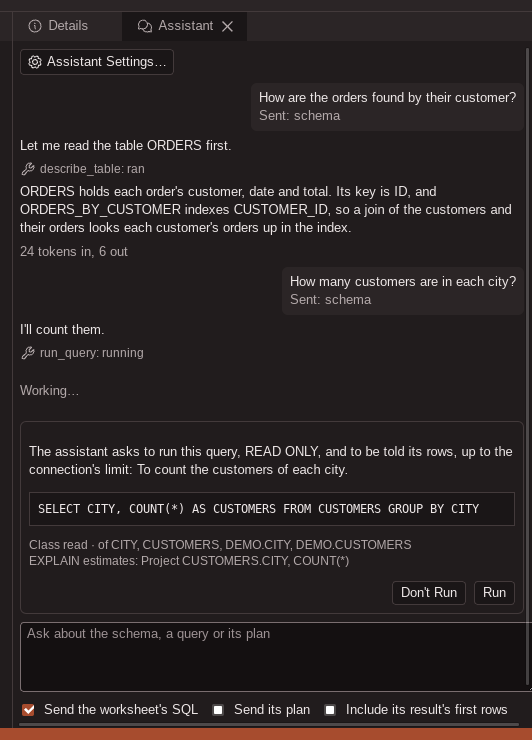 Details
Assistant
Assistant Settings...
How are the orders found by their customer?
Sent: schema
Let me read the table ORDERS first.
describe_table: ran
ORDERS holds each order's customer, date and total. Its key is ID, and
ORDERS_BY_CUSTOMER indexes CUSTOMER_ID, so a join of the customers and
their orders looks each customer's orders up in the index.
24 tokens in, 6 out
How many customers are in each city?
Sent: schema
I'll count them.
run_query: running
Working...
The assistant asks to run this query, READ ONLY, and to be told its rows, up to the
connection's limit: To count the customers of each city.
SELECT CITY, COUNT(*) AS CUSTOMERS FROM CUSTOMERS GROUP BY CITY
Class read · of CITY, CUSTOMERS, DEMO.CITY, DEMO.CUSTOMERS
EXPLAIN estimates: Project CUSTOMERS.CITY, COUNT(*)
Don't Run
Run
Ask about the schema, a query or its plan
Send the worksheet's SQL
Send its plan
Include its result's first rows